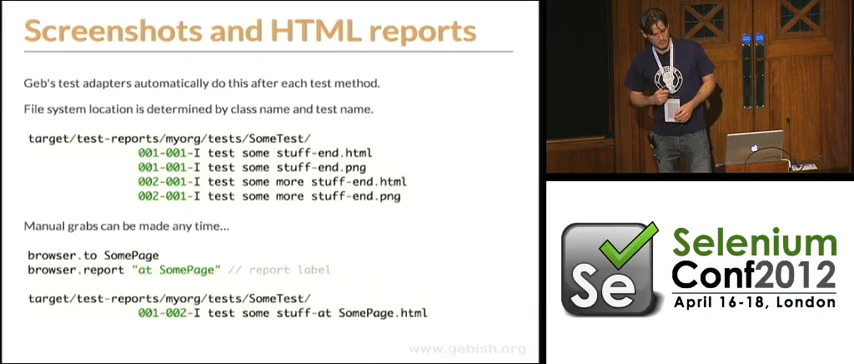 Screenshots and HTML reports
Geb's test adapters automatically do this after each test method.
File system location is determined by class name and test name.
target/test-reports/myorg/tests/SomeTest/
001-001-I test some stuff-end.html
001-001-I test some stuff-end.png
002-001-I test some more stuff-end.html
002-001-I test some more stuff-end.png
Manual grabs can be made any time...
browser.to SomePage
browser.report "at SomePage" // report label
target/test-reports/myorg/tests/SomeTest/
001-002-I test some stuff-at SomePage.html
www.gebish.org
Se
Selenium
Conf2012
April 16-18, London